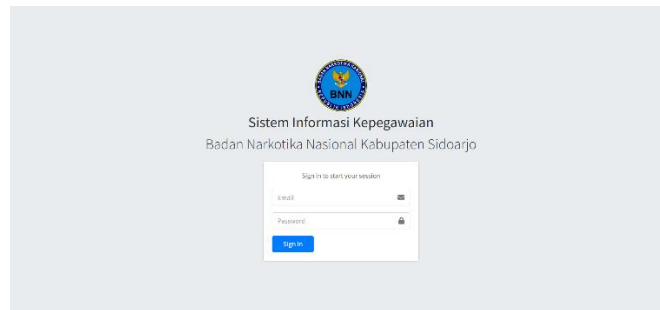 BNN
Sistem Informasi Kepegawaian
Badan Narkotika Nasional Kabupaten Sidoarjo
Sign in to start your session
Email
Password
Sign In